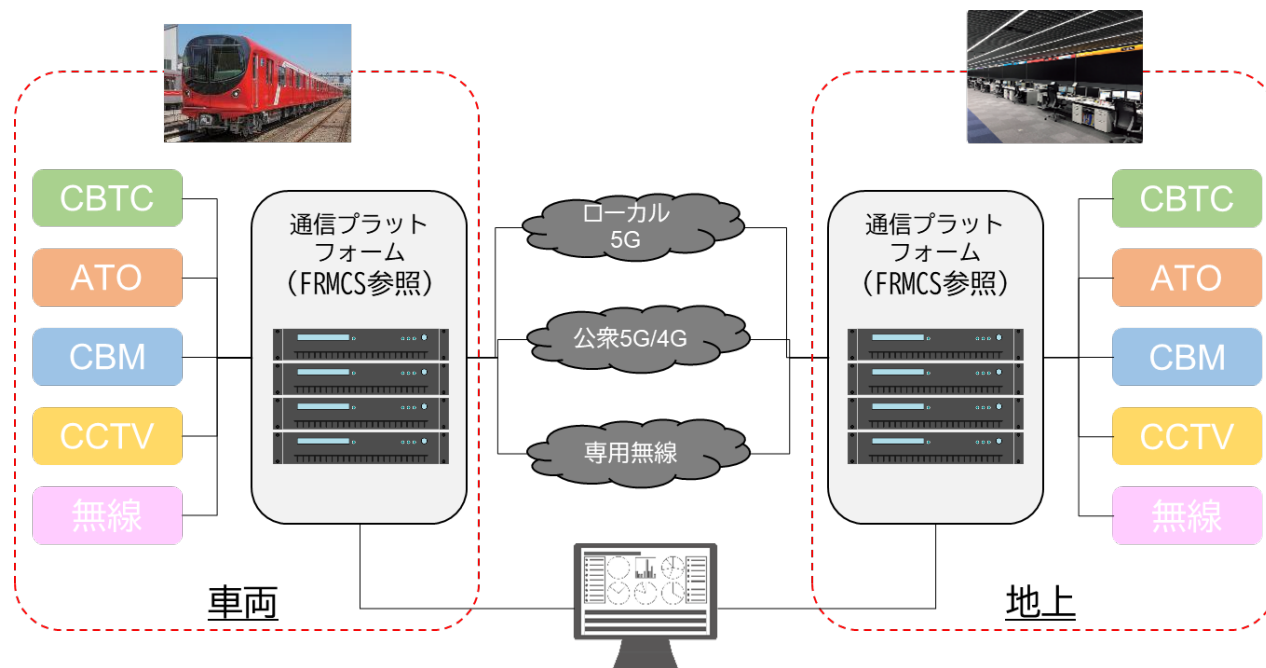 CBTC
ATO
CBM
CCTV
無線
通信プラット
フォーム
(FRMCS参照)
車両
ローカル
5G
公衆5G/4G
専用無線
通信プラット
フォーム
(FRMCS参照)
CBTC
ATO
CBM
CCTV
無線
地上